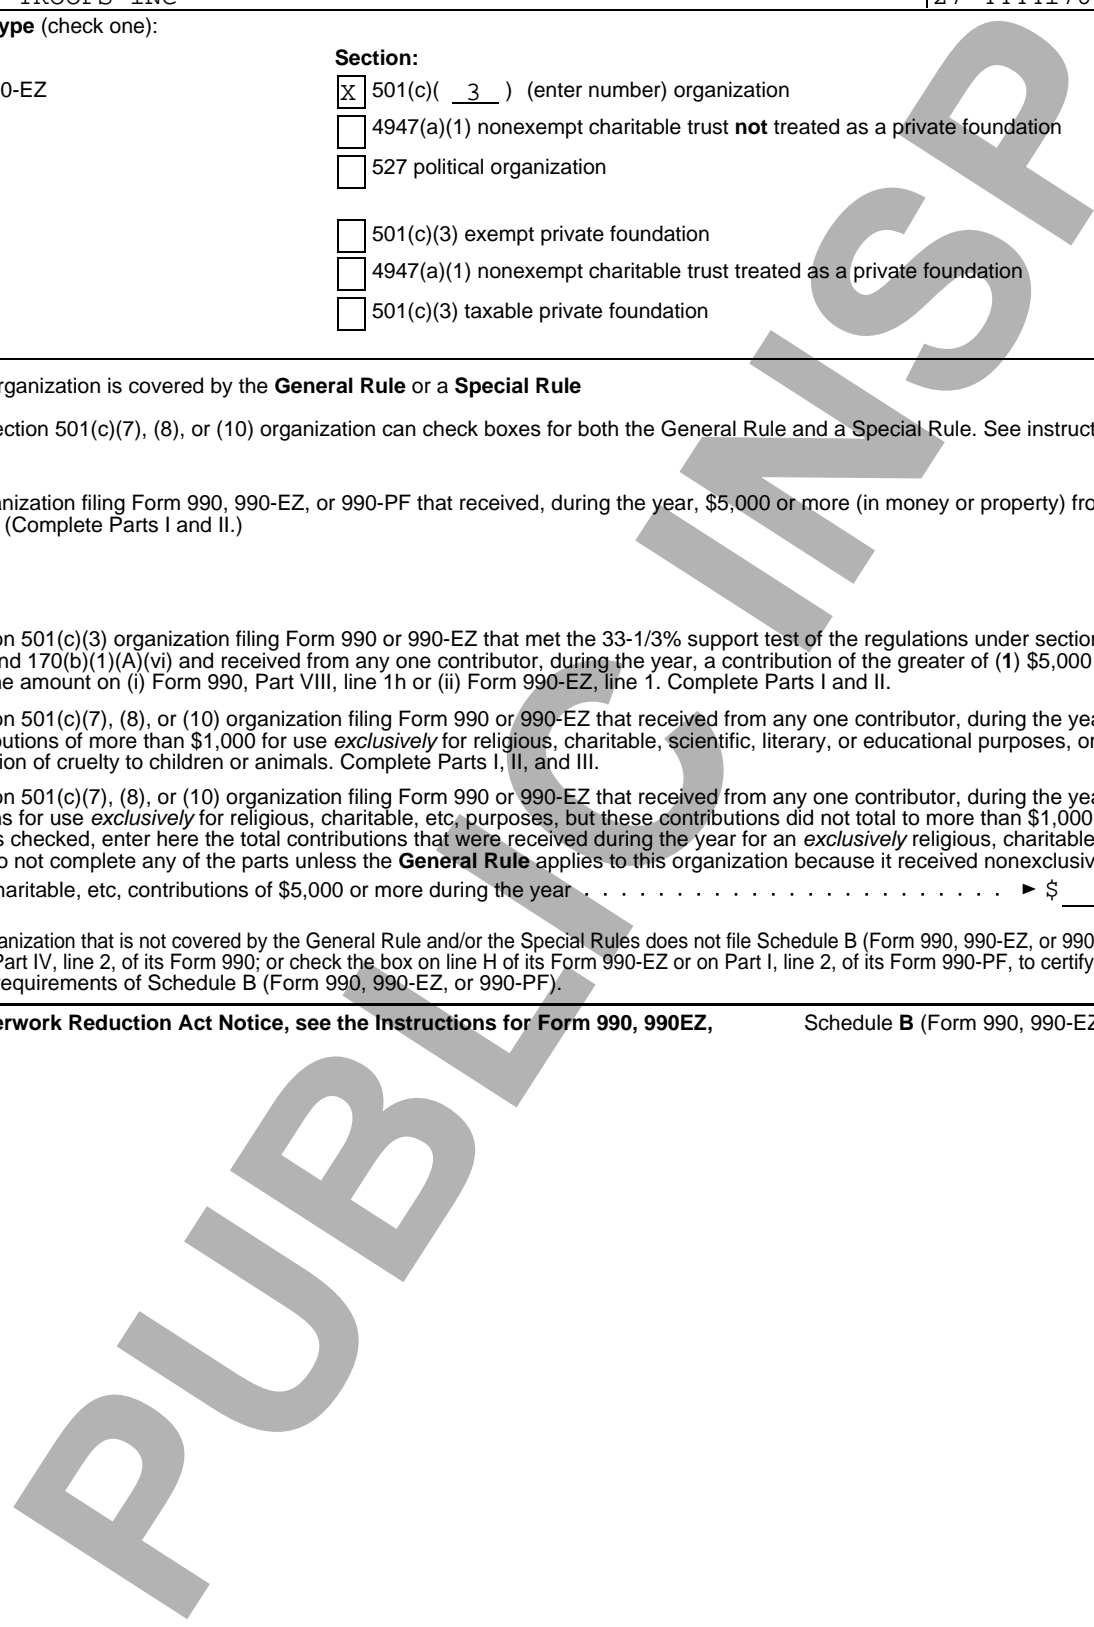 TROOPS INC
ype (check one):
Section:
0-EZ X 501(c)( 3 ) (enter number) organization
4947(a)(1) nonexempt charitable trust not treated as a private foundation
527 political organization
501(c)(3) exempt private foundation
4947(a)(1) nonexempt charitable trust treated as a private foundation
501(c)(3) taxable private foundation
rganization is covered by the General Rule or a Special Rule
ection 501(c)(7), (8), or (10) organization can check boxes for both the General Rule and a Special Rule. See instruct
anization filing Form 990, 990-EZ, or 990-PF that received, during the year, $5,000 or more (in money or property) fro
(Complete Parts I and II.)
on 501(c)(3) organization filing Form 990 or 990-EZ that met the 33-1/3% support test of the regulations under section
nd 170(b)(1)(A)(vi) and received from any one contributor, during the year, a contribution of the greater of (1) $5,000
he amount on (i) Form 990, Part VIII, line 1h or (ii) Form 990-EZ, line 1. Complete Parts I and II.
on 501(c)(7), (8), or (10) organization filing Form 990 or 990-EZ that received from any one contributor, during the yea
butions of more than $1,000 for use exclusively for religious, charitable, scientific, literary, or educational purposes, or
tion of cruelty to children or animals. Complete Parts I, II, and III.
on 501(c)(7), (8), or (10) organization filing Form 990 or 990-EZ that received from any one contributor, during the yea
ns for use exclusively for religious, charitable, etc, purposes, but these contributions did not total to more than $1,000
s checked, enter here the total contributions that were received during the year for an exclusively religious, charitable
o not complete any of the parts unless the General Rule applies to this organization because it received nonexclusiv
haritable, etc, contributions of $5,000 or more during the year . . . . . . . . . . . . . . . . . . . . . . . . ► $
anization that is not covered by the General Rule and/or the Special Rules does not file Schedule B (Form 990, 990-EZ, or 990
Part IV, line 2, of its Form 990; or check the box on line H of its Form 990-EZ or on Part I, line 2, of its Form 990-PF, to certify
requirements of Schedule B (Form 990, 990-EZ, or 990-PF).
erwork Reduction Act Notice, see the Instructions for Form 990, 990EZ, Schedule B (Form 990, 990-EZ
PUBLIC INSP